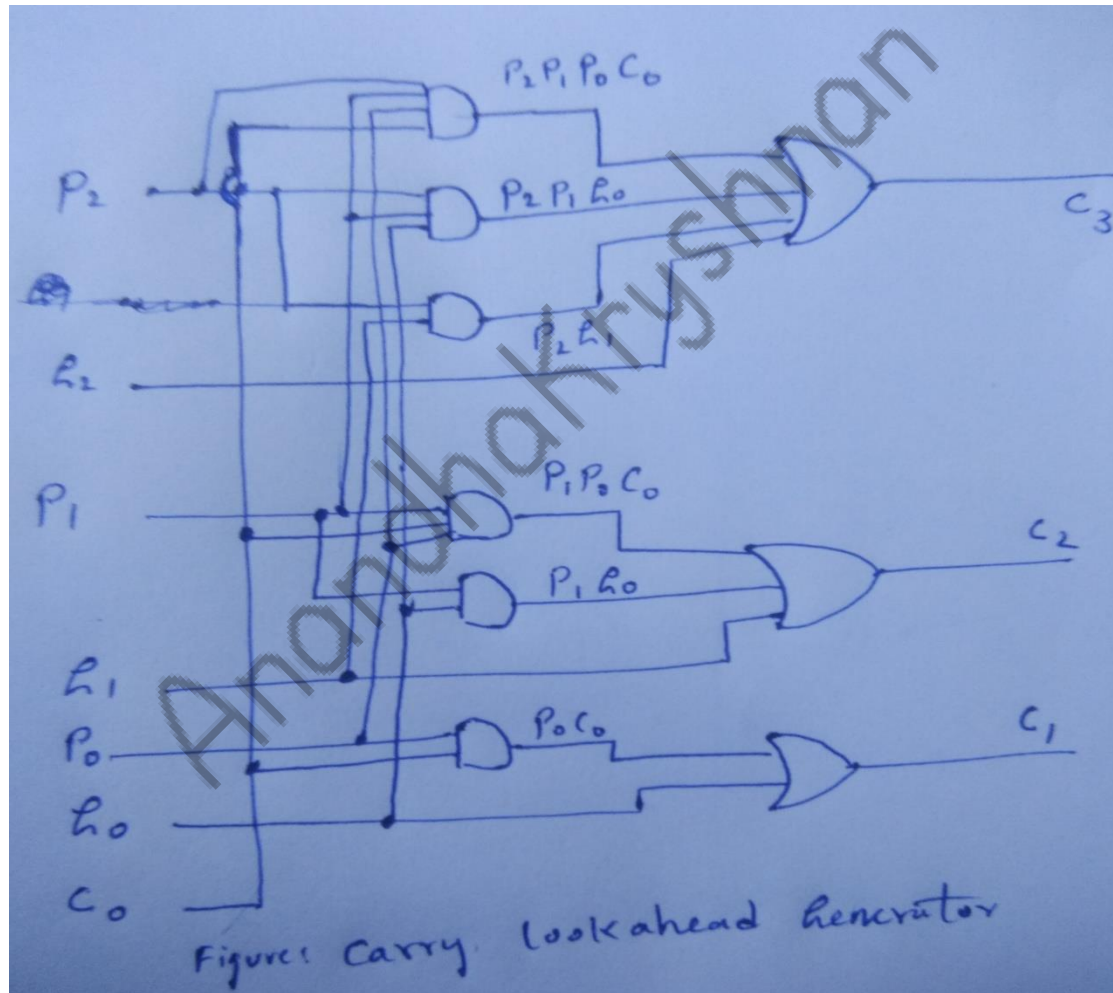 P₂P₁P₀C₀
P₂
P₂P₁G₀
C₃
P₂G₁
G₂
P₁P₀C₀
P₁
C₂
P₁G₀
G₁
P₀C₀
C₁
P₀
G₀
C₀
Figure: Carry lookahead Generator
Anandhakryshnan